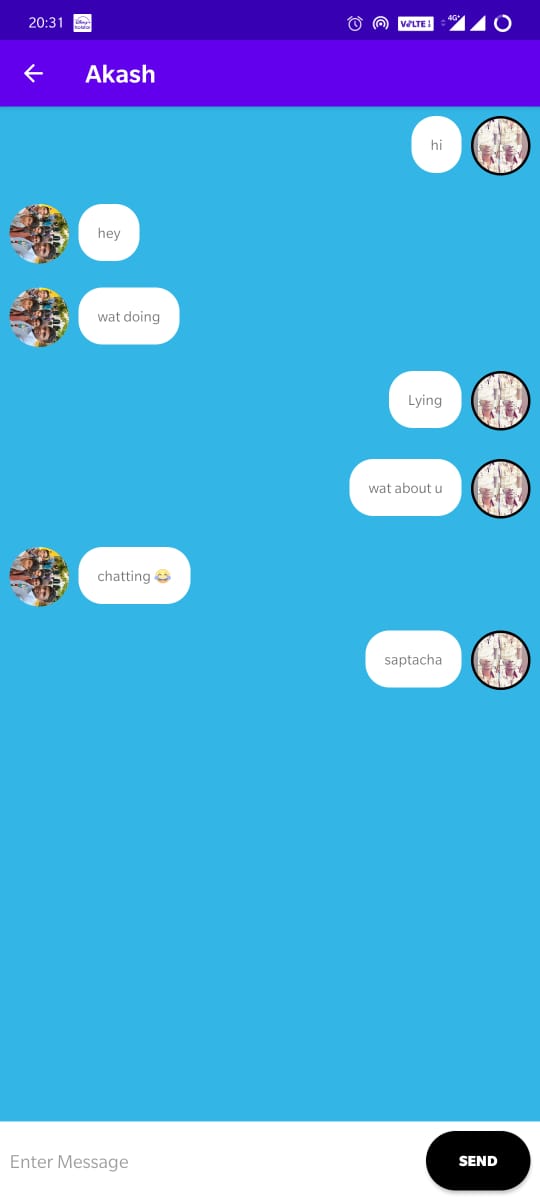 20:31
VoLTE
4G+
Akash
hi
hey
wat doing
Lying
wat about u
chatting 😂
saptacha
Enter Message
SEND